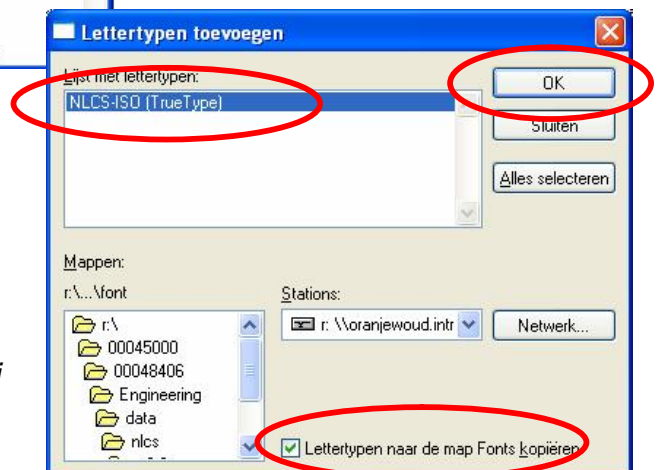 Lettertypen toevoegen
Lijst met lettertypen:
NLCS-ISO (TrueType)
OK
Sluiten
Alles selecteren
Mappen:
r:\...\font
Stations:
r:\
00045000
00048406
Engineering
data
nlcs
r: \\oranjewoud.intr
Netwerk...
Lettertypen naar de map Fonts kopiëren